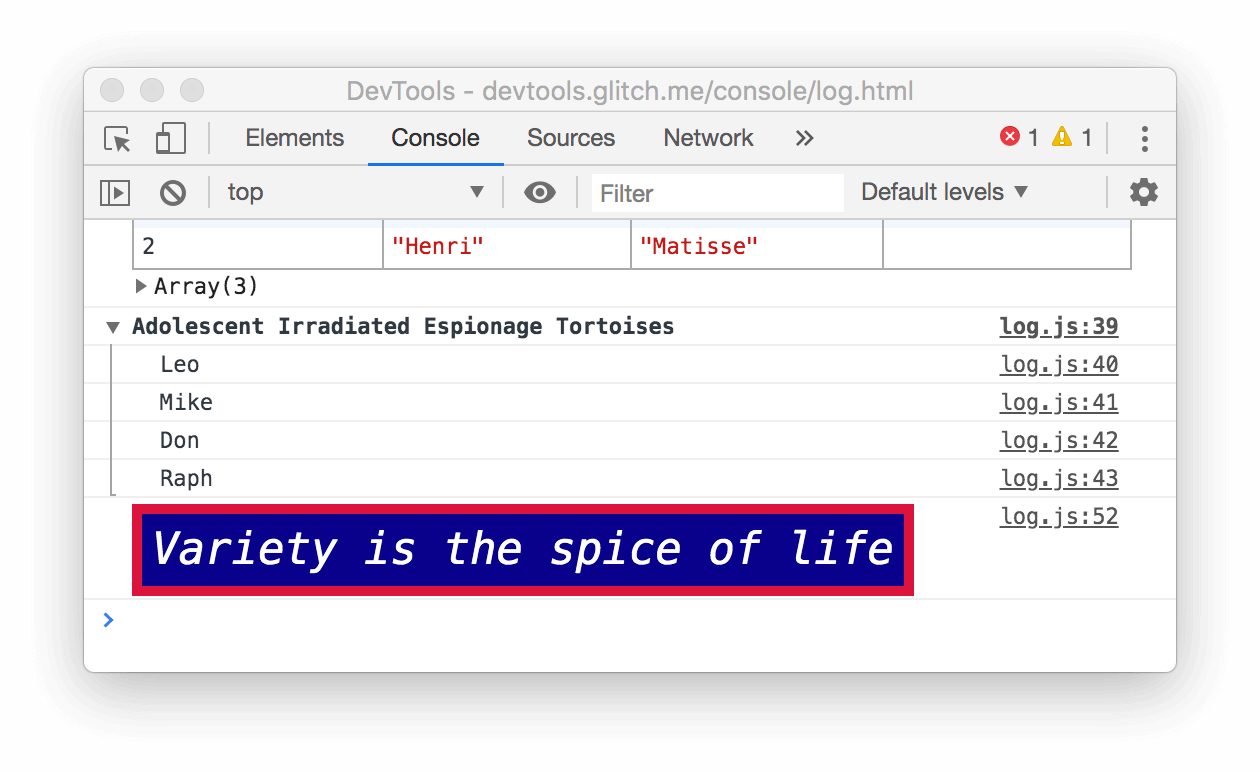 DevTools - devtools.glitch.me/console/log.html
Elements Console Sources Network » 1 1
top Filter Default levels
2 "Henri" "Matisse"
Array(3)
Adolescent Irradiated Espionage Tortoises log.js:39
Leo log.js:40
Mike log.js:41
Don log.js:42
Raph log.js:43
Variety is the spice of life log.js:52